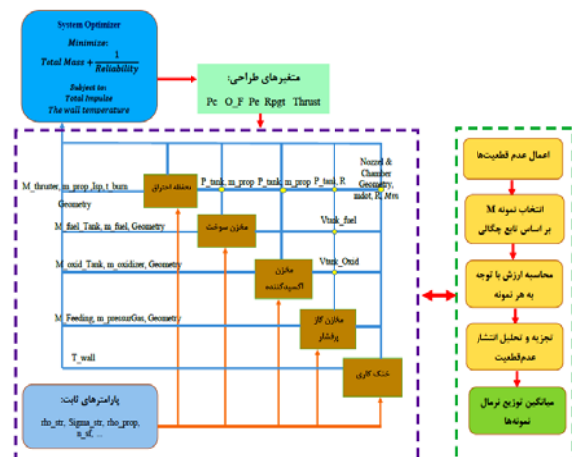 System Optimizer
Minimize:
Total Mass + 1/Reliability
Subject to:
Total Impulse
The wall temperature
متغیرهای طراحی:
Pc O_F Pe Rpgt Thrust
Nozzel &
Chamber
Geometry,
mdot, R,
M_thruster, m_prop, Isp, t_burn
Geometry
محفظه احتراق
P_tank, m_prop
P_tank, m_prop
P_tank, R
M_fuel_Tank, m_fuel, Geometry
مخزن سوخت
Vtank_fuel
M_oxid_Tank, m_oxidizer, Geometry
مخزن
اکسیدکننده
Vtank_Oxid
M_Feeding, m_pressurGas, Geometry
مخازن گاز
پرفشار
T_wall
خنک کاری
پارامترهای ثابت:
rho_str, Sigma_str, rho_prop,
n_sf, ...
اعمال عدم قطعیت‌ها
انتخاب نمونه M
بر اساس تابع چگالی
محاسبه ارزش با توجه
به هر نمونه
تجزیه و تحلیل انتشار
عدم‌قطعیت
میانگین توزیع نرمال
نمونه‌ها